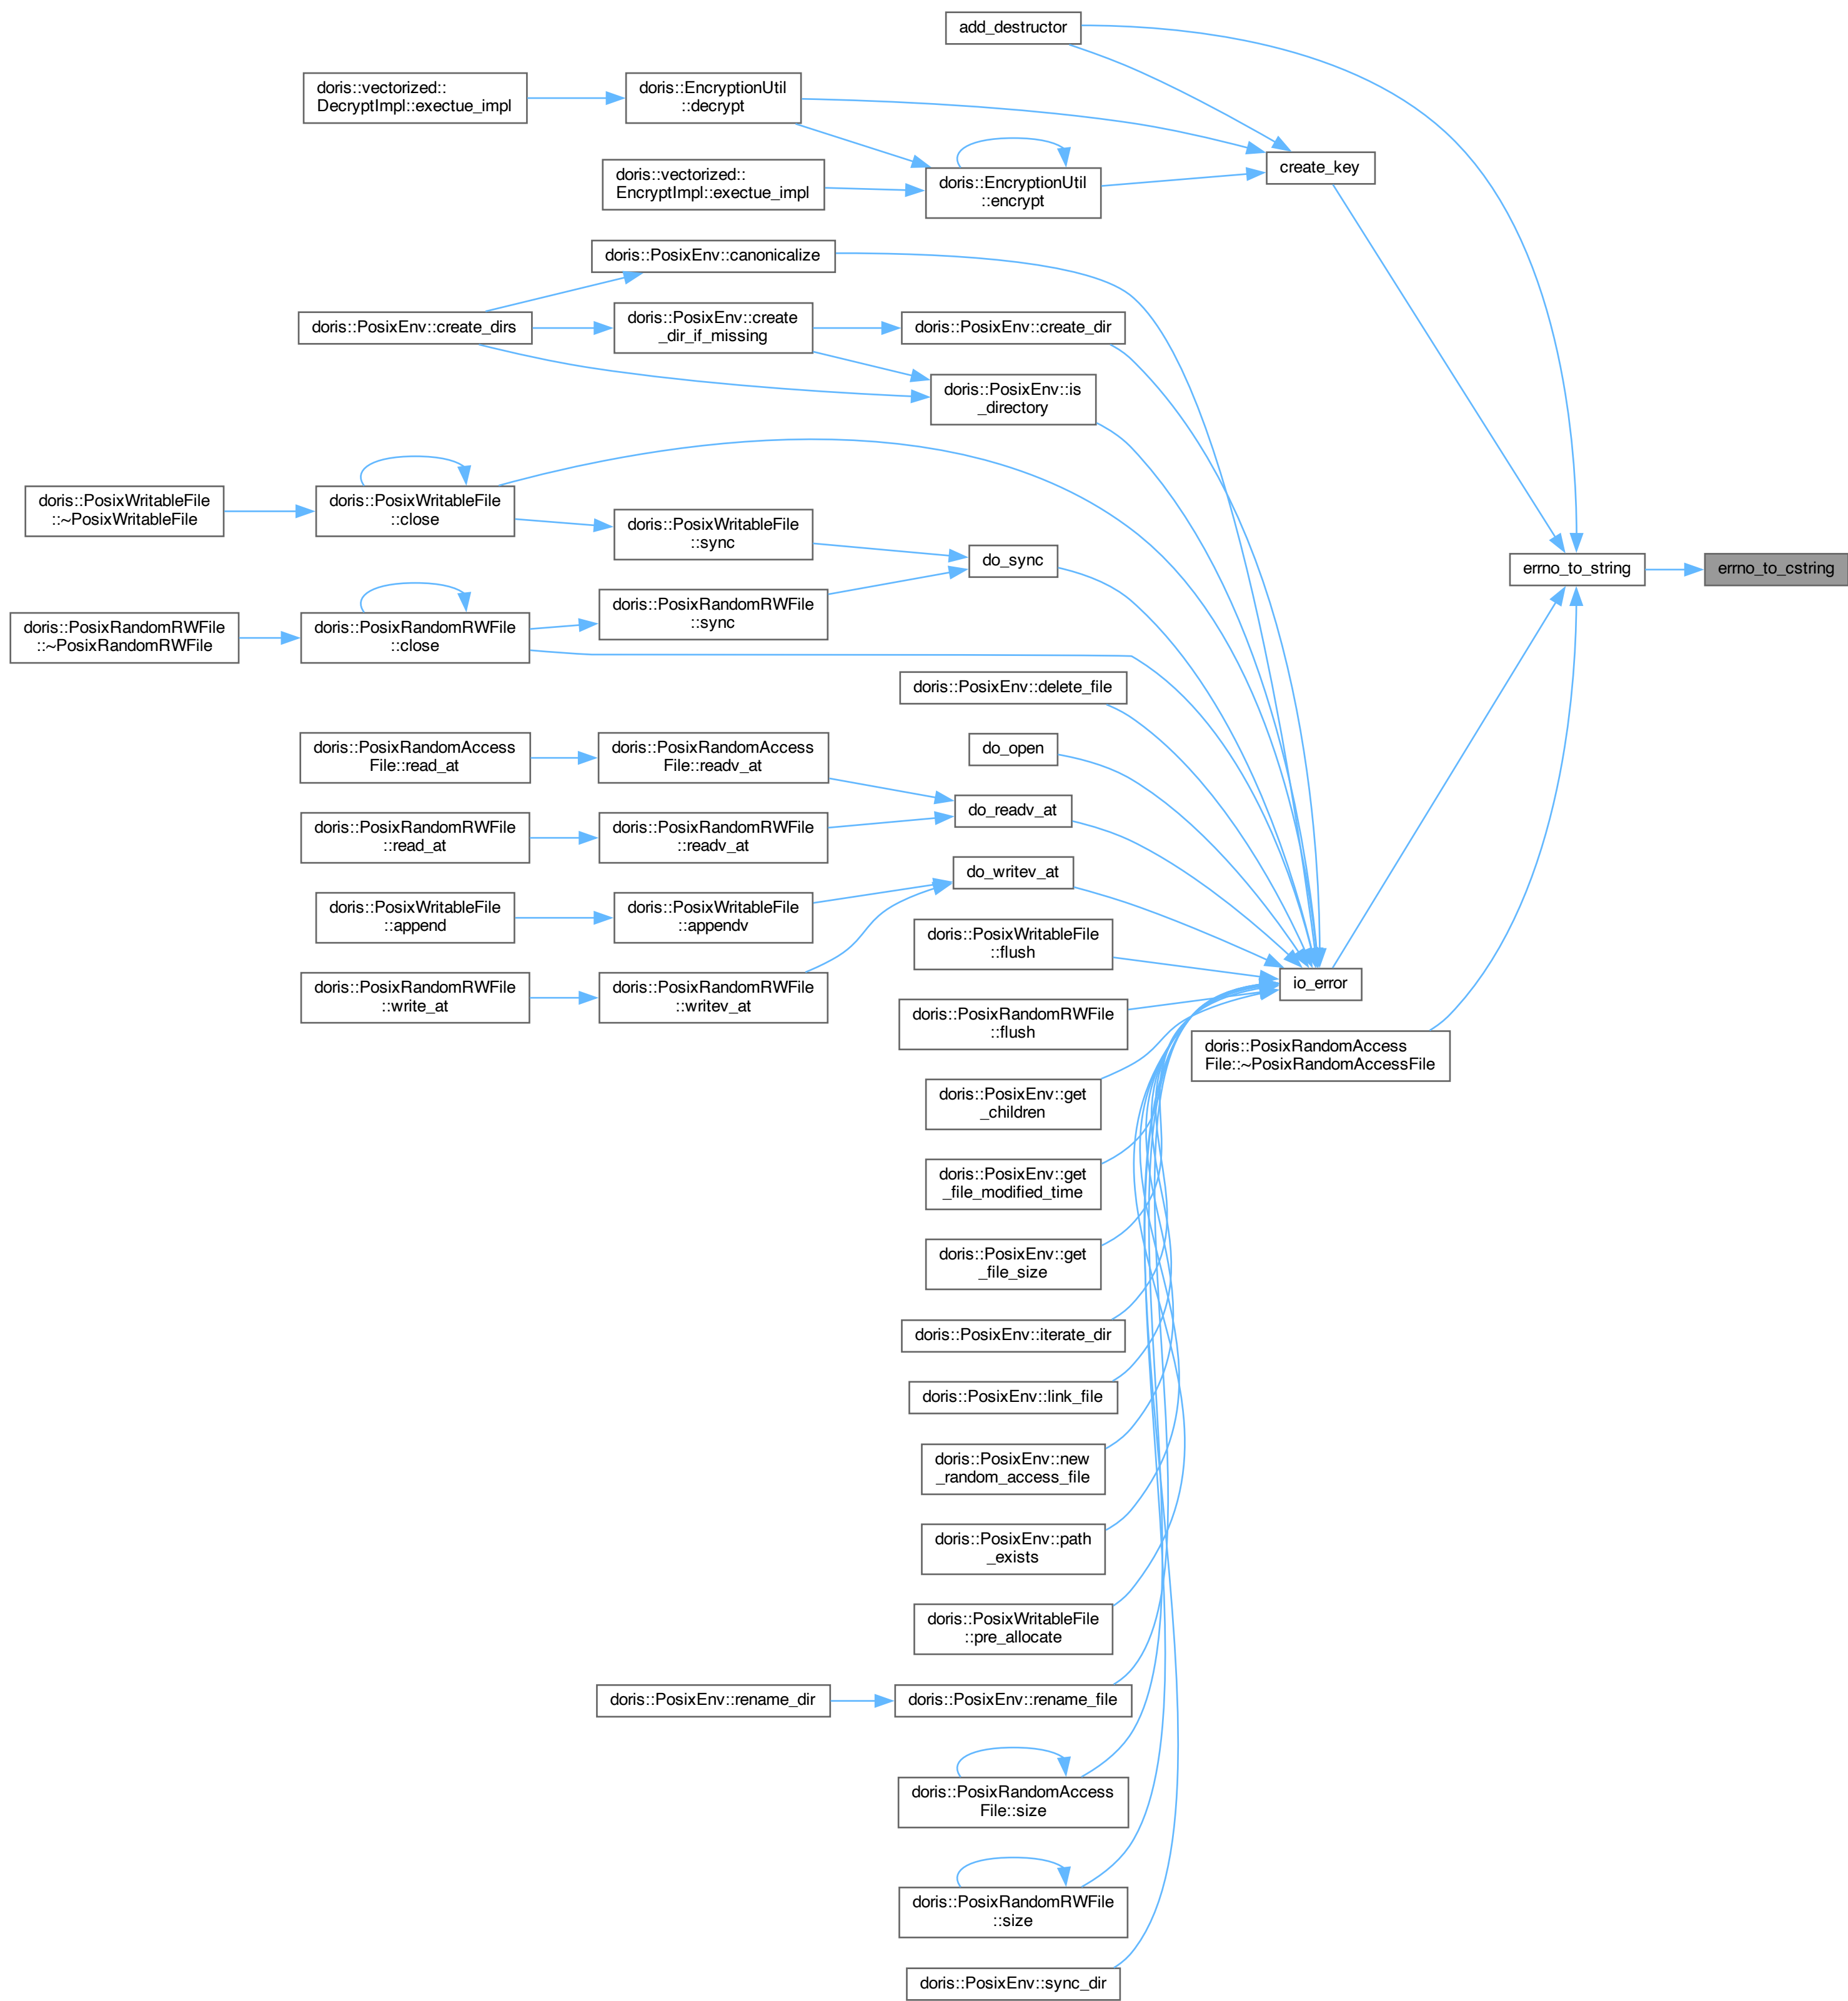 add_destructor
doris::vectorized::
DecryptImpl::exectue_impl
doris::EncryptionUtil
::decrypt
create_key
doris::vectorized::
EncryptImpl::exectue_impl
doris::EncryptionUtil
::encrypt
doris::PosixEnv::canonicalize
doris::PosixEnv::create_dirs
doris::PosixEnv::create
_dir_if_missing
doris::PosixEnv::create_dir
doris::PosixEnv::is
_directory
doris::PosixWritableFile
::~PosixWritableFile
doris::PosixWritableFile
::close
doris::PosixWritableFile
::sync
do_sync
errno_to_string
errno_to_cstring
doris::PosixRandomRWFile
::~PosixRandomRWFile
doris::PosixRandomRWFile
::close
doris::PosixRandomRWFile
::sync
doris::PosixEnv::delete_file
do_open
doris::PosixRandomAccess
File::read_at
doris::PosixRandomAccess
File::readv_at
do_readv_at
doris::PosixRandomRWFile
::read_at
doris::PosixRandomRWFile
::readv_at
do_writev_at
doris::PosixWritableFile
::append
doris::PosixWritableFile
::appendv
doris::PosixWritableFile
::flush
doris::PosixRandomRWFile
::write_at
doris::PosixRandomRWFile
::writev_at
io_error
doris::PosixRandomRWFile
::flush
doris::PosixRandomAccess
File::~PosixRandomAccessFile
doris::PosixEnv::get
_children
doris::PosixEnv::get
_file_modified_time
doris::PosixEnv::get
_file_size
doris::PosixEnv::iterate_dir
doris::PosixEnv::link_file
doris::PosixEnv::new
_random_access_file
doris::PosixEnv::path
_exists
doris::PosixWritableFile
::pre_allocate
doris::PosixEnv::rename_dir
doris::PosixEnv::rename_file
doris::PosixRandomAccess
File::size
doris::PosixRandomRWFile
::size
doris::PosixEnv::sync_dir